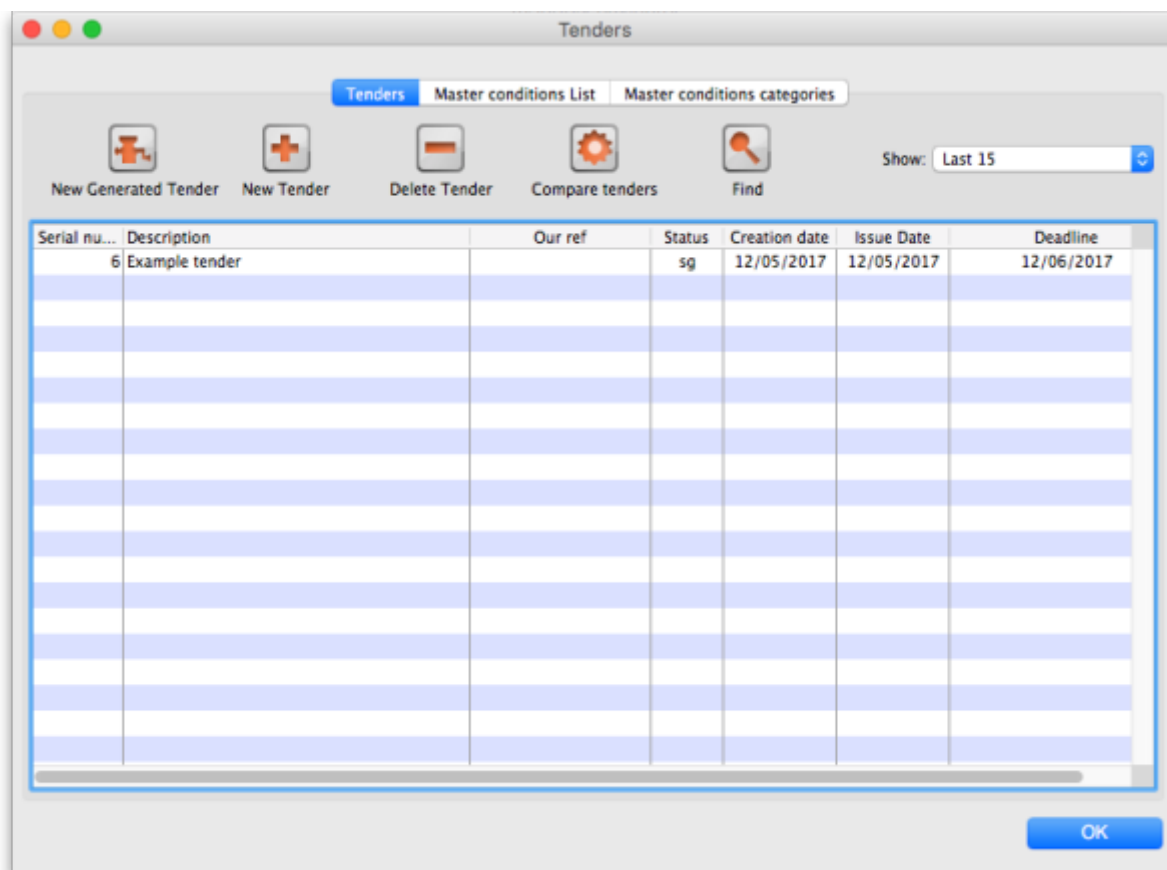 Tenders
Tenders Master conditions List Master conditions categories
New Generated Tender New Tender Delete Tender Compare tenders Find Show: Last 15
Serial nu... Description Our ref Status Creation date Issue Date Deadline
6 Example tender sg 12/05/2017 12/05/2017 12/06/2017
OK